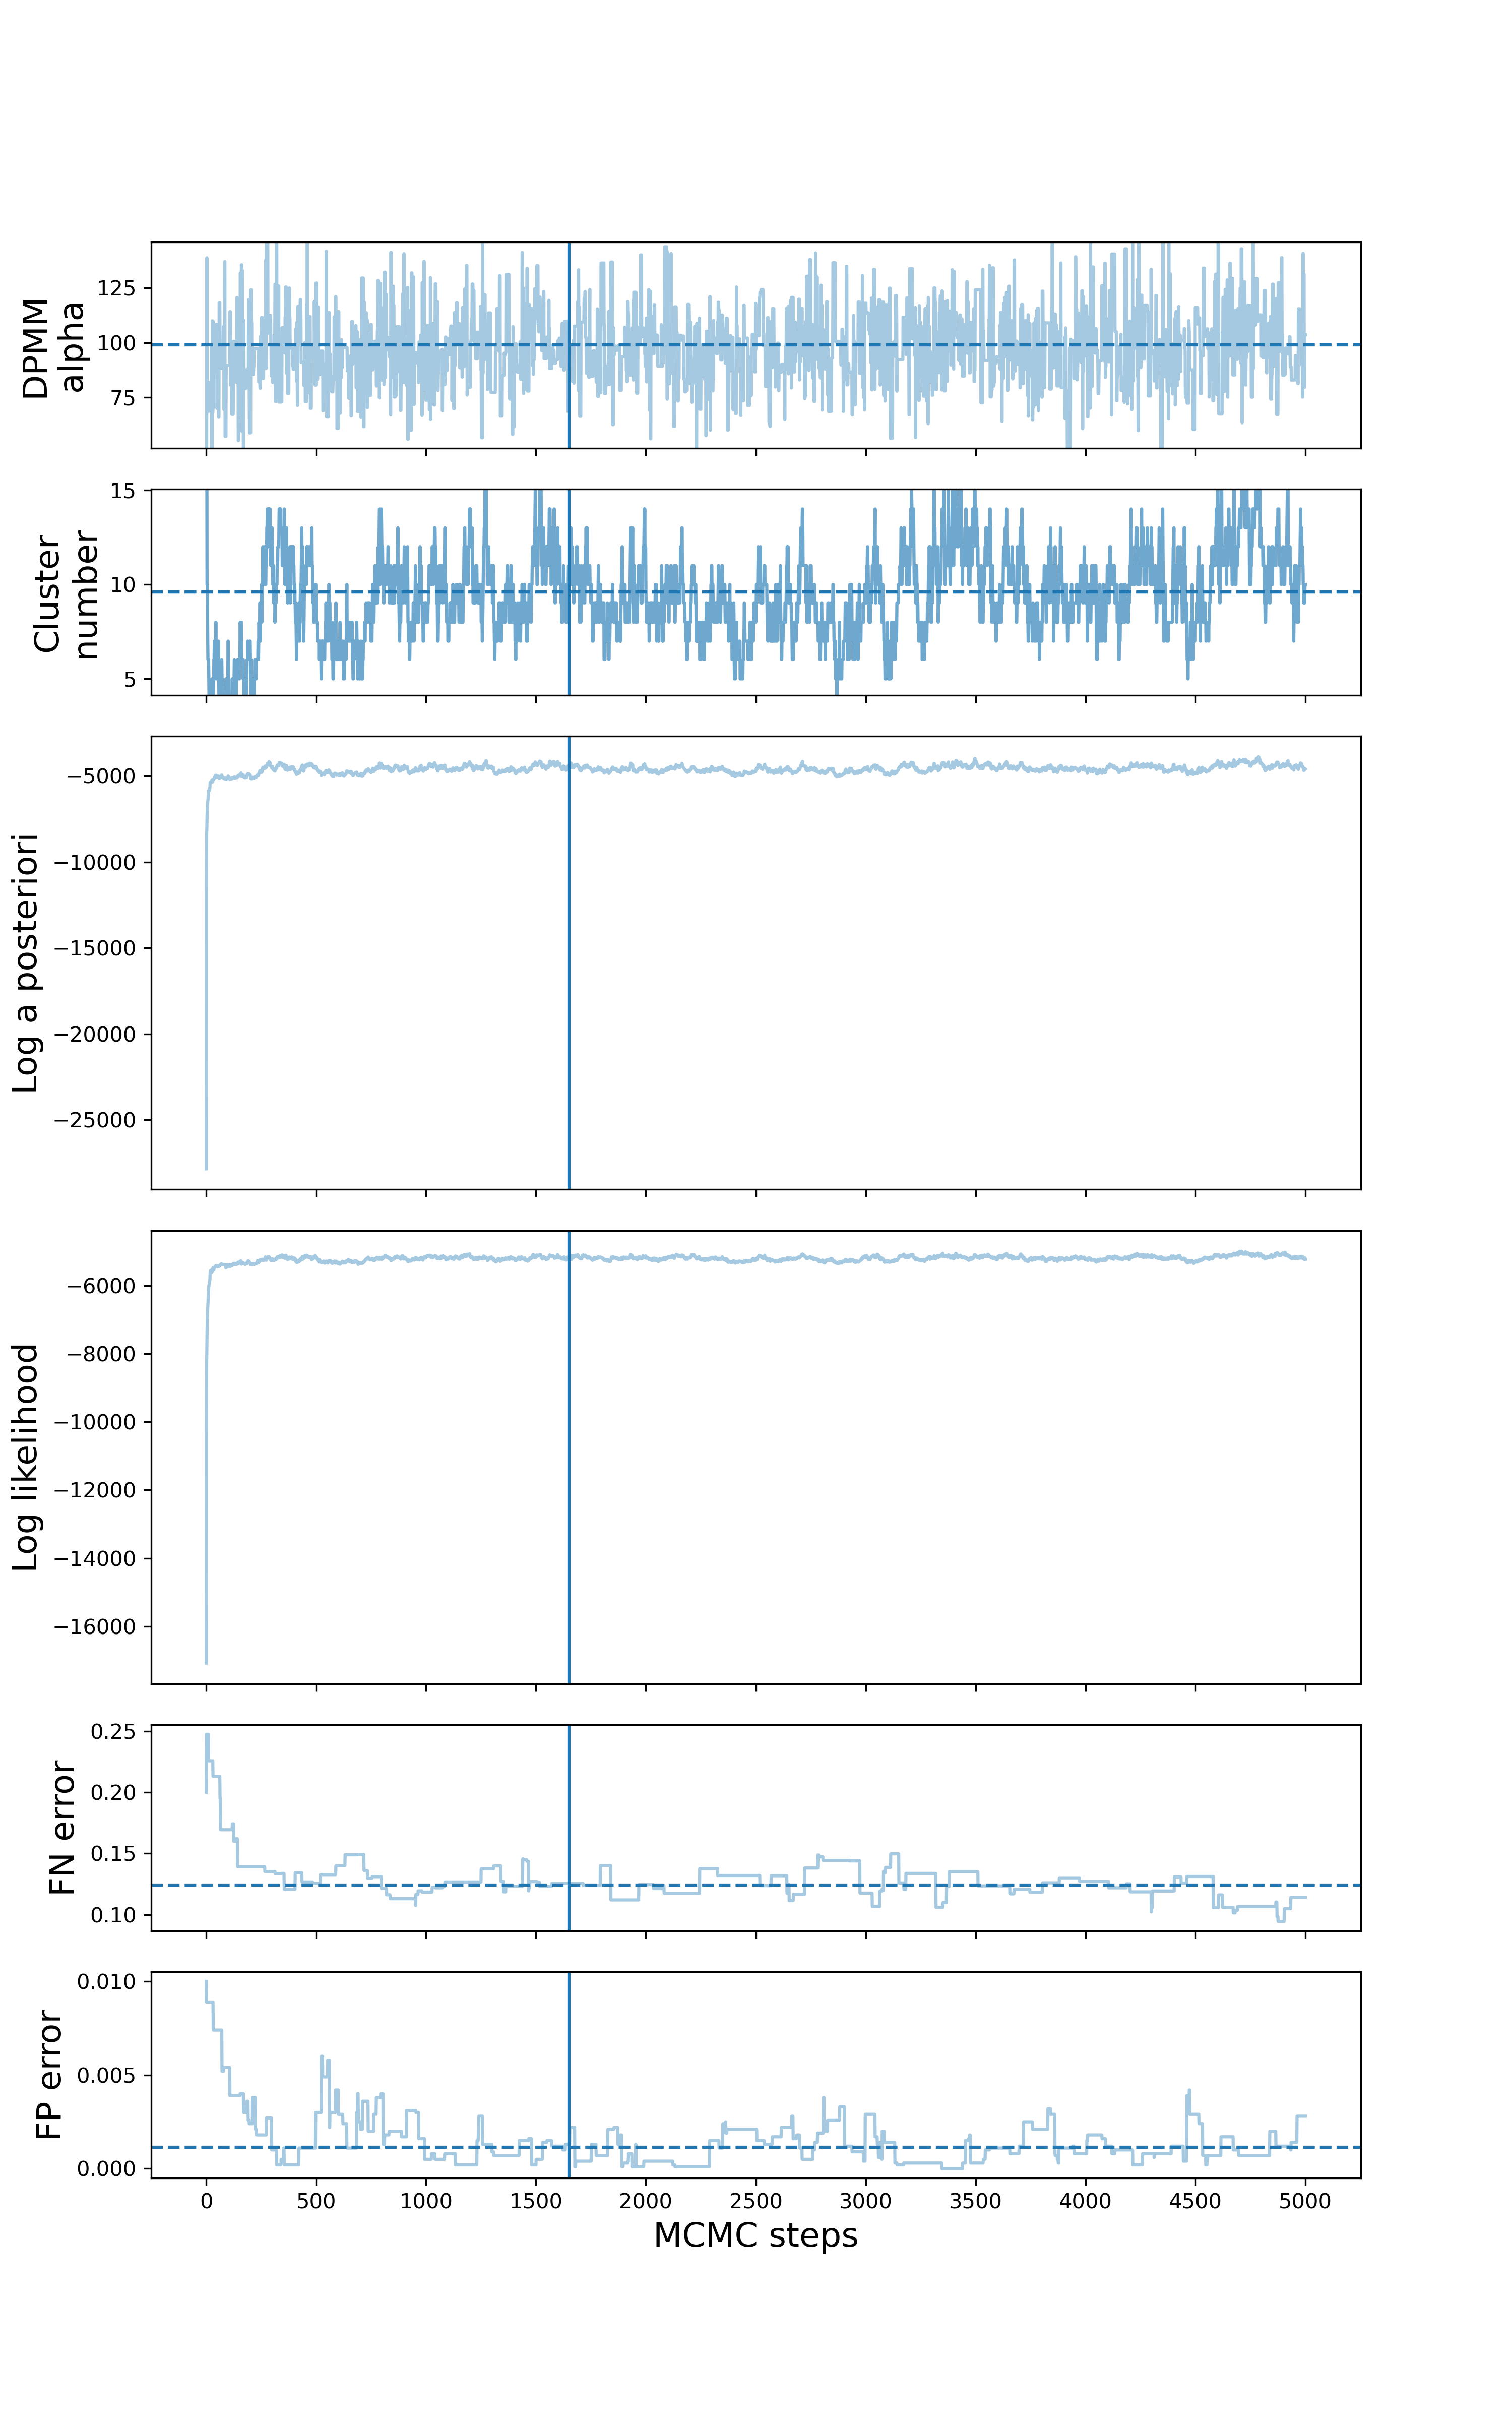 DPMM
alpha
125
100
75
Cluster
number
15
10
5
Log a posteriori
−5000
−10000
−15000
−20000
−25000
Log likelihood
−6000
−8000
−10000
−12000
−14000
−16000
FN error
0.25
0.20
0.15
0.10
FP error
0.010
0.005
0.000
0 500 1000 1500 2000 2500 3000 3500 4000 4500 5000
MCMC steps